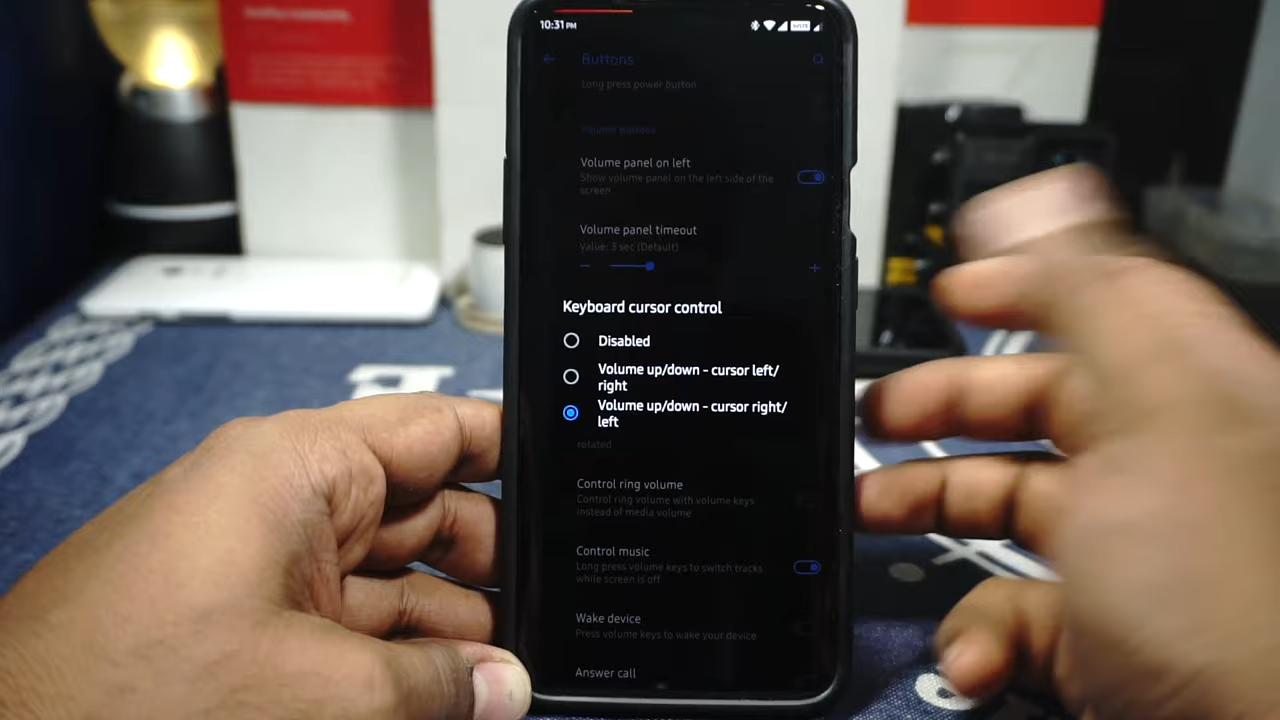 10:31 PM
Buttons
Long press power button
Volume buttons
Volume panel on left
Show volume panel on the left side of the
screen
Volume panel timeout
Value: 3 sec (Default)
Keyboard cursor control
Disabled
Volume up/down - cursor left/
right
Volume up/down - cursor right/
left
rotated
Control ring volume
Control ring volume with volume keys
instead of media volume
Control music
Long press volume keys to switch tracks
while screen is off
Wake device
Press volume keys to wake your device
Answer call